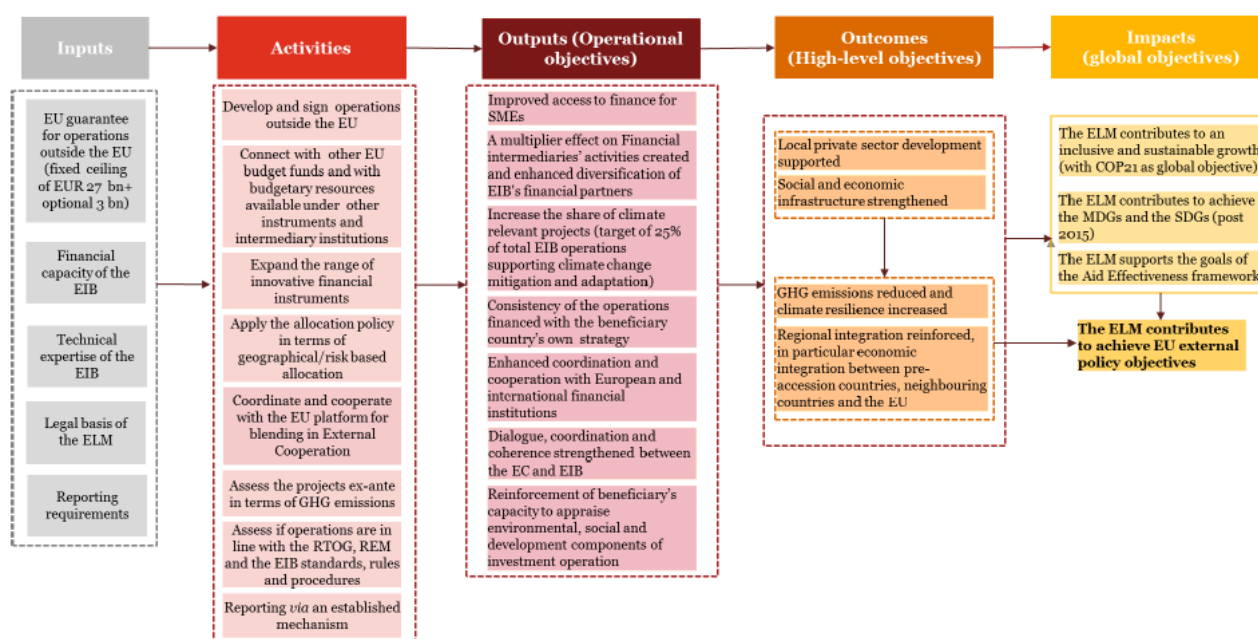 Inputs
Activities
Outputs (Operational
objectives)
Outcomes
(High-level objectives)
Impacts
(global objectives)
EU guarantee
for operations
outside the EU
(fixed ceiling
of EUR 27 bn+
optional 3 bn)
Financial
capacity of the
EIB
Technical
expertise of the
EIB
Legal basis of
the ELM
Reporting
requirements
Develop and sign operations
outside the EU
Connect with other EU
budget funds and with
budgetary resources
available under other
instruments and
intermediary institutions
Expand the range of
innovative financial
instruments
Apply the allocation policy
in terms of
geographical/risk based
allocation
Coordinate and cooperate
with the EU platform for
blending in External
Cooperation
Assess the projects ex-ante
in terms of GHG emissions
Assess if operations are in
line with the RTOG, REM
and the EIB standards, rules
and procedures
Reporting via an established
mechanism
Improved access to finance for
SMEs
A multiplier effect on Financial
intermediaries' activities created
and enhanced diversification of
EIB's financial partners
Increase the share of climate
relevant projects (target of 25%
of total EIB operations
supporting climate change
mitigation and adaptation)
Consistency of the operations
financed with the beneficiary
country's own strategy
Enhanced coordination and
cooperation with European and
international financial
institutions
Dialogue, coordination and
coherence strengthened between
the EC and EIB
Reinforcement of beneficiary's
capacity to appraise
environmental, social and
development components of
investment operation
Local private sector development
supported
Social and economic
infrastructure strengthened
GHG emissions reduced and
climate resilience increased
Regional integration reinforced,
in particular economic
integration between pre-
accession countries, neighbouring
countries and the EU
The ELM contributes to an
inclusive and sustainable growth
(with COP21 as global objective)
The ELM contributes to achieve
the MDGs and the SDGs (post
2015)
The ELM supports the goals of
the Aid Effectiveness framework
The ELM contributes
to achieve EU external
policy objectives